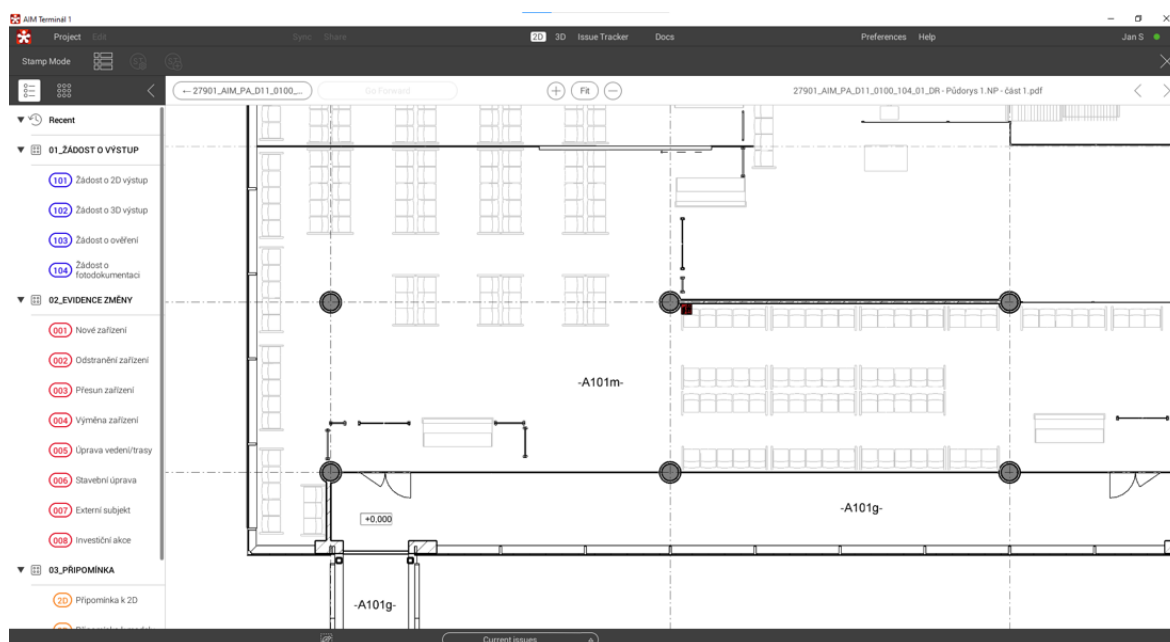 AIM Terminál 1
Project Edit Sync Share 2D 3D Issue Tracker Docs Preferences Help Jan S
Stamp Mode
← 27901_AIM_PA_D11_0100_... Go Forward Fit 27901_AIM_PA_D11_0100_104_01_DR - Půdorys 1.NP - část 1.pdf
Recent
01_ŽÁDOST O VÝSTUP
101 Žádost o 2D výstup
102 Žádost o 3D výstup
103 Žádost o ověření
104 Žádost o
fotodokumentaci
02_EVIDENCE ZMĚNY
001 Nové zařízení
002 Odstranění zařízení
003 Přesun zařízení
004 Výměna zařízení
005 Úprava vedení/trasy
006 Stavební úprava
007 Externí subjekt
008 Investiční akce
03_PŘIPOMÍNKA
2D Připomínka k 2D
-A101m-
-A101g-
+0.000
-A101g-
Current issues